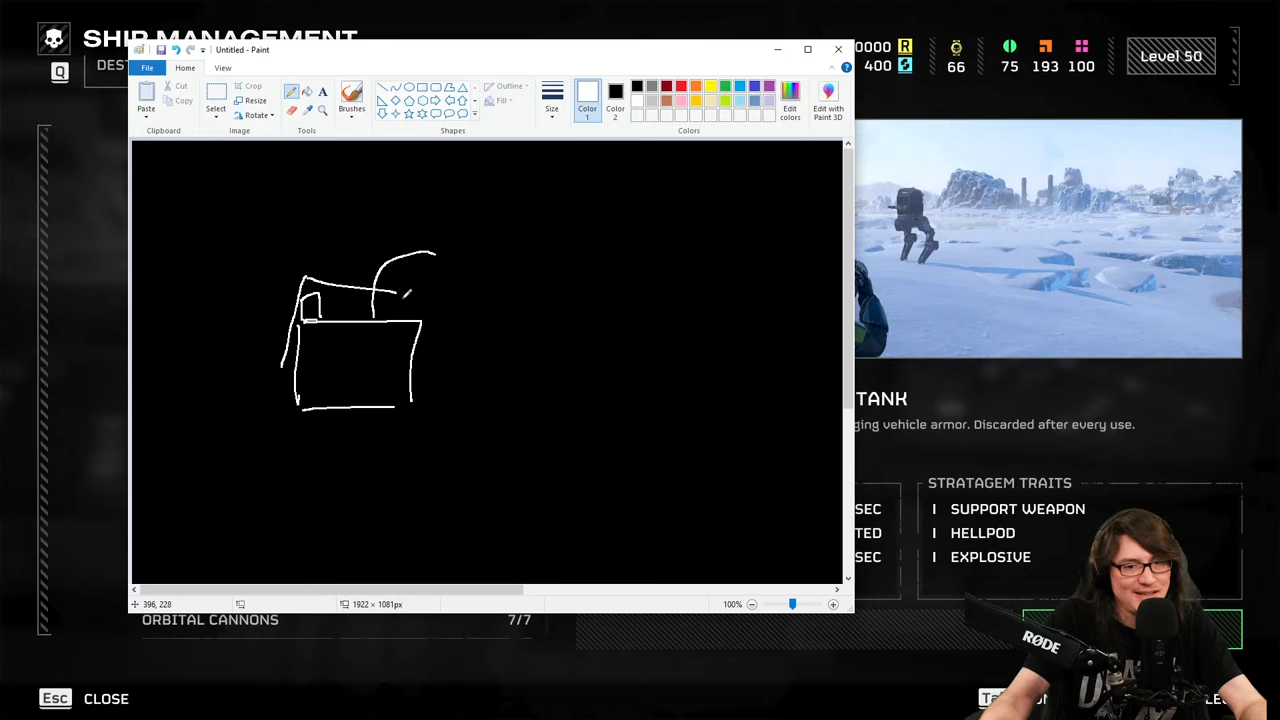 SHIP MANAGEMENT
Q
DEST
0000 R
400 S
66
75
193
100
Level 50
Untitled - Paint
File
Home
View
Paste
Cut
Copy
Clipboard
Select
Crop
Resize
Rotate
Image
A
Tools
Brushes
Outline
Fill
Shapes
Size
Color
1
Color
2
Edit
colors
Edit with
Paint 3D
Colors
TANK
ging vehicle armor. Discarded after every use.
SEC
TED
SEC
STRATAGEM TRAITS
SUPPORT WEAPON
HELLPOD
EXPLOSIVE
396, 228
1922 × 1081px
100%
ORBITAL CANNONS
7/7
RØDE
Esc CLOSE